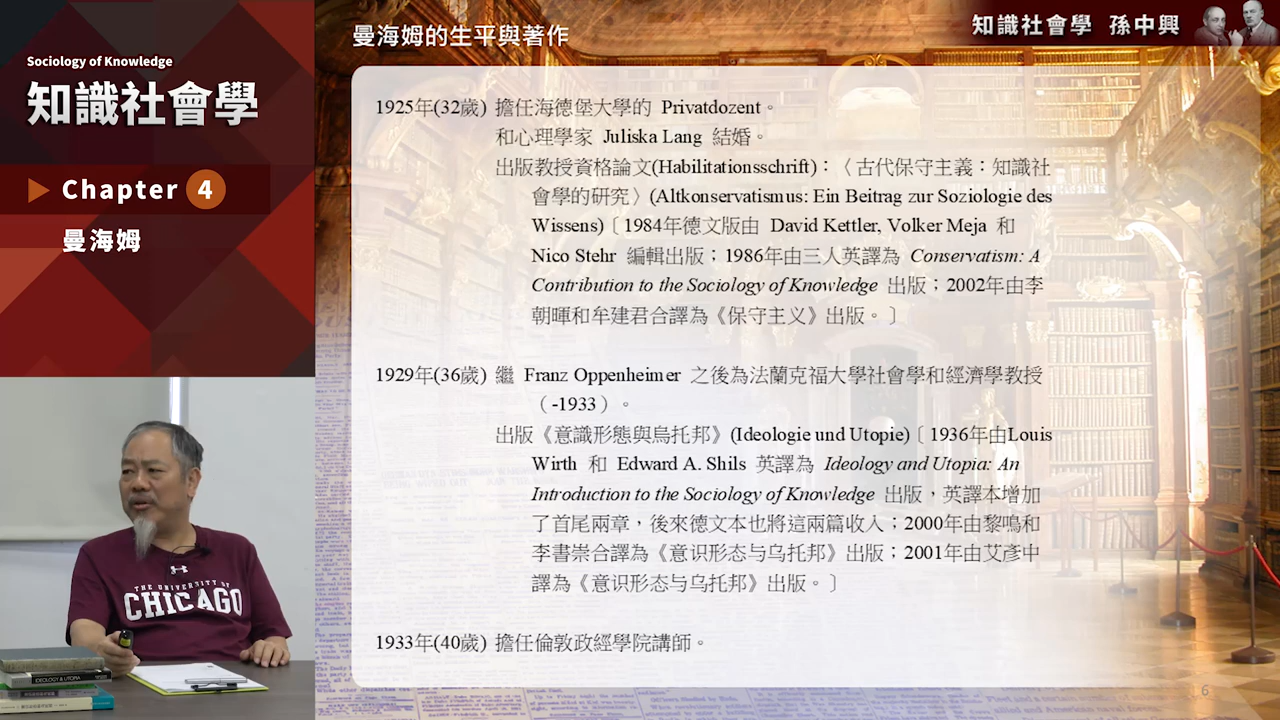 Sociology of Knowledge
知識社會學
Chapter 4
曼海姆
曼海姆的生平與著作
知識社會學 孫中興
1925年(32歲) 擔任海德堡大學的 Privatdozent。
和心理學家 Juliska Lang 結婚。
出版教授資格論文(Habilitationsschrift)：〈古代保守主義：知識社
會學的研究〉(Altkonservatismus: Ein Beitrag zur Soziologie des
Wissens)〔1984年德文版由 David Kettler, Volker Meja 和
Nico Stehr 編輯出版；1986年由三人英譯為 Conservatism: A
Contribution to the Sociology of Knowledge 出版；2002年由李
朝暉和牟建君合譯為《保守主义》出版。〕
1929年(36歲) 繼 Franz Oppenheimer 之後為法蘭克福大學社會學和經濟學教授
（-1933）。
出版《意識形態與烏托邦》(Ideologie und Utopie)〔1936年由Louis
Wirth 和 Edward A. Shils 英譯為 Ideology and Utopia: An
Introduction to the Sociology of Knowledge 出版，英譯本增加
了首尾兩章，後來德文本也將這兩篇收入；2000年由黎鳴和
李書崇合譯為《意识形态与乌托邦》出版；2001年由艾彥中
譯為《意识形态与乌托邦》出版。〕
1933年(40歲) 擔任倫敦政經學院講師。
THE UNIVERSITY OF
CHICAGO
IDEOLOGY & UTOPIA
6